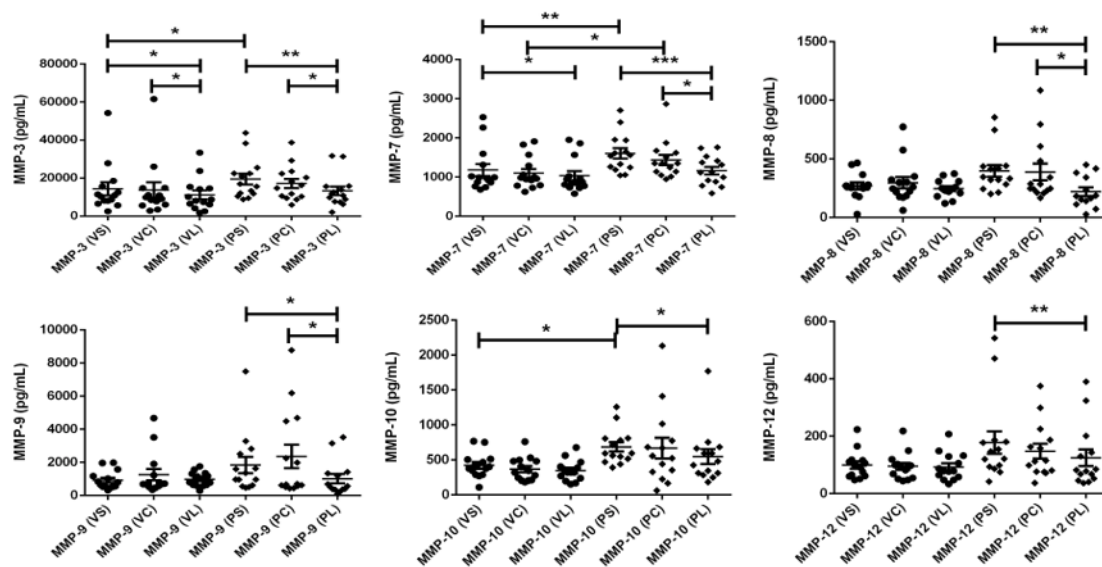 MMP-3 (pg/mL)
80000
60000
40000
20000
0
*
*
*
**
*
MMP-3 (VS)
MMP-3 (VC)
MMP-3 (VL)
MMP-3 (PS)
MMP-3 (PC)
MMP-3 (PL)
MMP-7 (pg/mL)
4000
3000
2000
1000
0
**
*
*
***
*
MMP-7 (VS)
MMP-7 (VC)
MMP-7 (VL)
MMP-7 (PS)
MMP-7 (PC)
MMP-7 (PL)
MMP-8 (pg/mL)
1500
1000
500
0
**
*
MMP-8 (VS)
MMP-8 (VC)
MMP-8 (VL)
MMP-8 (PS)
MMP-8 (PC)
MMP-8 (PL)
MMP-9 (pg/mL)
10000
8000
6000
4000
2000
0
*
*
MMP-9 (VS)
MMP-9 (VC)
MMP-9 (VL)
MMP-9 (PS)
MMP-9 (PC)
MMP-9 (PL)
MMP-10 (pg/mL)
2500
2000
1500
1000
500
0
*
*
MMP-10 (VS)
MMP-10 (VC)
MMP-10 (VL)
MMP-10 (PS)
MMP-10 (PC)
MMP-10 (PL)
MMP-12 (pg/mL)
600
400
200
0
**
MMP-12 (VS)
MMP-12 (VC)
MMP-12 (VL)
MMP-12 (PS)
MMP-12 (PC)
MMP-12 (PL)